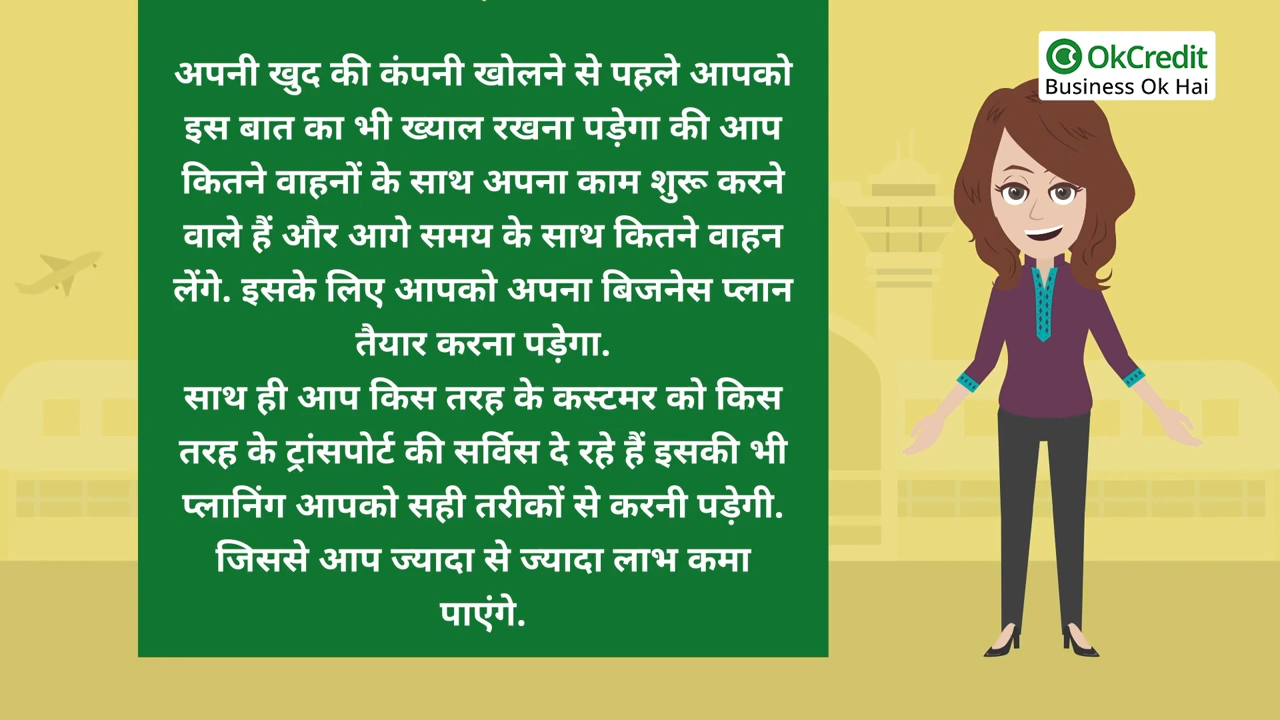 OkCredit
Business Ok Hai
अपनी खुद की कंपनी खोलने से पहले आपको
इस बात का भी ख्याल रखना पड़ेगा की आप
कितने वाहनों के साथ अपना काम शुरू करने
वाले हैं और आगे समय के साथ कितने वाहन
लेंगे. इसके लिए आपको अपना बिजनेस प्लान
तैयार करना पड़ेगा.
साथ ही आप किस तरह के कस्टमर को किस
तरह के ट्रांसपोर्ट की सर्विस दे रहे हैं इसकी भी
प्लानिंग आपको सही तरीकों से करनी पड़ेगी.
जिससे आप ज्यादा से ज्यादा लाभ कमा
पाएंगे.